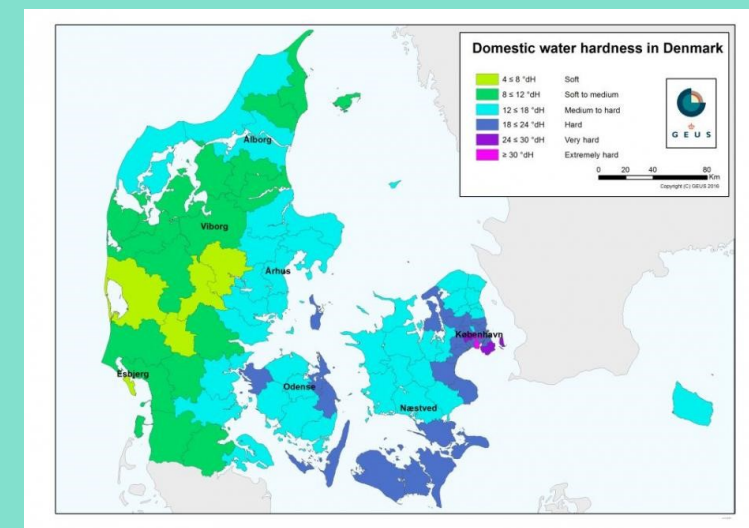 Domestic water hardness in Denmark
4 ≤ 8 °dH Soft
8 ≤ 12 °dH Soft to medium
12 ≤ 18 °dH Medium to hard
18 ≤ 24 °dH Hard
24 ≤ 30 °dH Very hard
≥ 30 °dH Extremely hard
G E U S
0 20 40 80
Km
Copyright (C) GEUS 2016
Ålborg
Viborg
Århus
København
Esbjerg
Odense
Næstved